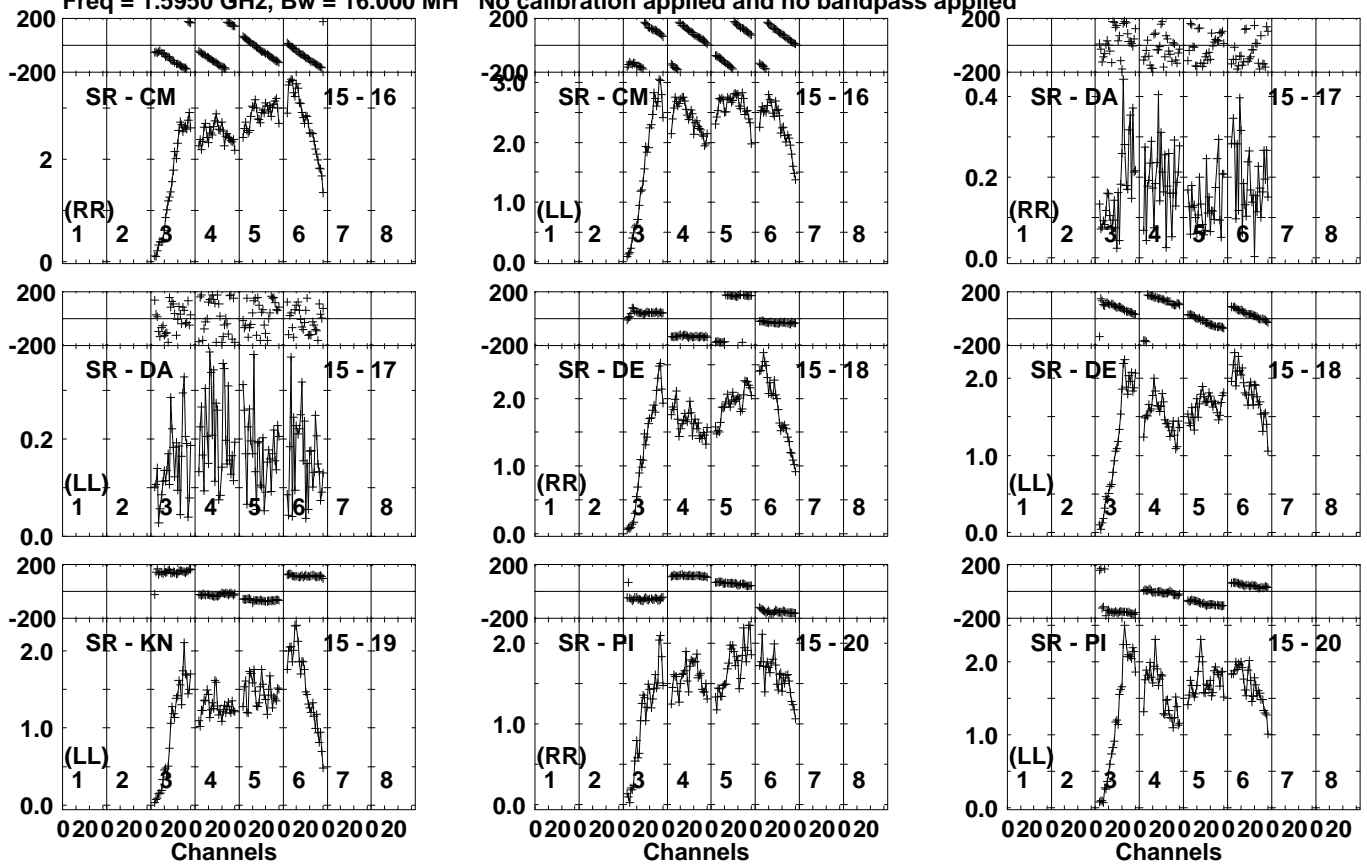 Freq = 1.5950 GHz, Bw = 16.000 MH   No calibration applied and no bandpass applied
200 200 200
-200 -200 -200
SR - CM 15 - 16 3.0 SR - CM 15 - 16 0.4 SR - DA 15 - 17
2 2.0 0.2
1.0
(RR) (LL) (RR)
1 2 3 4 5 6 7 8 1 2 3 4 5 6 7 8 1 2 3 4 5 6 7 8
0 0.0 0.0
200 200 200
-200 -200 -200
SR - DA 15 - 17 SR - DE 15 - 18 SR - DE 15 - 18
0.2 2.0 2.0
1.0 1.0
(LL) (RR) (LL)
1 2 3 4 5 6 7 8 1 2 3 4 5 6 7 8 1 2 3 4 5 6 7 8
0.0 0.0 0.0
200 200 200
-200 -200 -200
SR - KN 15 - 19 SR - PI 15 - 20 SR - PI 15 - 20
2.0 2.0 2.0
1.0 1.0 1.0
(LL) (RR) (LL)
1 2 3 4 5 6 7 8 1 2 3 4 5 6 7 8 1 2 3 4 5 6 7 8
0.0 0.0 0.0
0 20 0 20 0 20 0 20 0 20 0 20 0 20 0 20 0 20 0 20 0 20 0 20 0 20 0 20 0 20 0 20 0 20 0 20 0 20 0 20 0 20 0 20 0 20 0 20
Channels Channels Channels